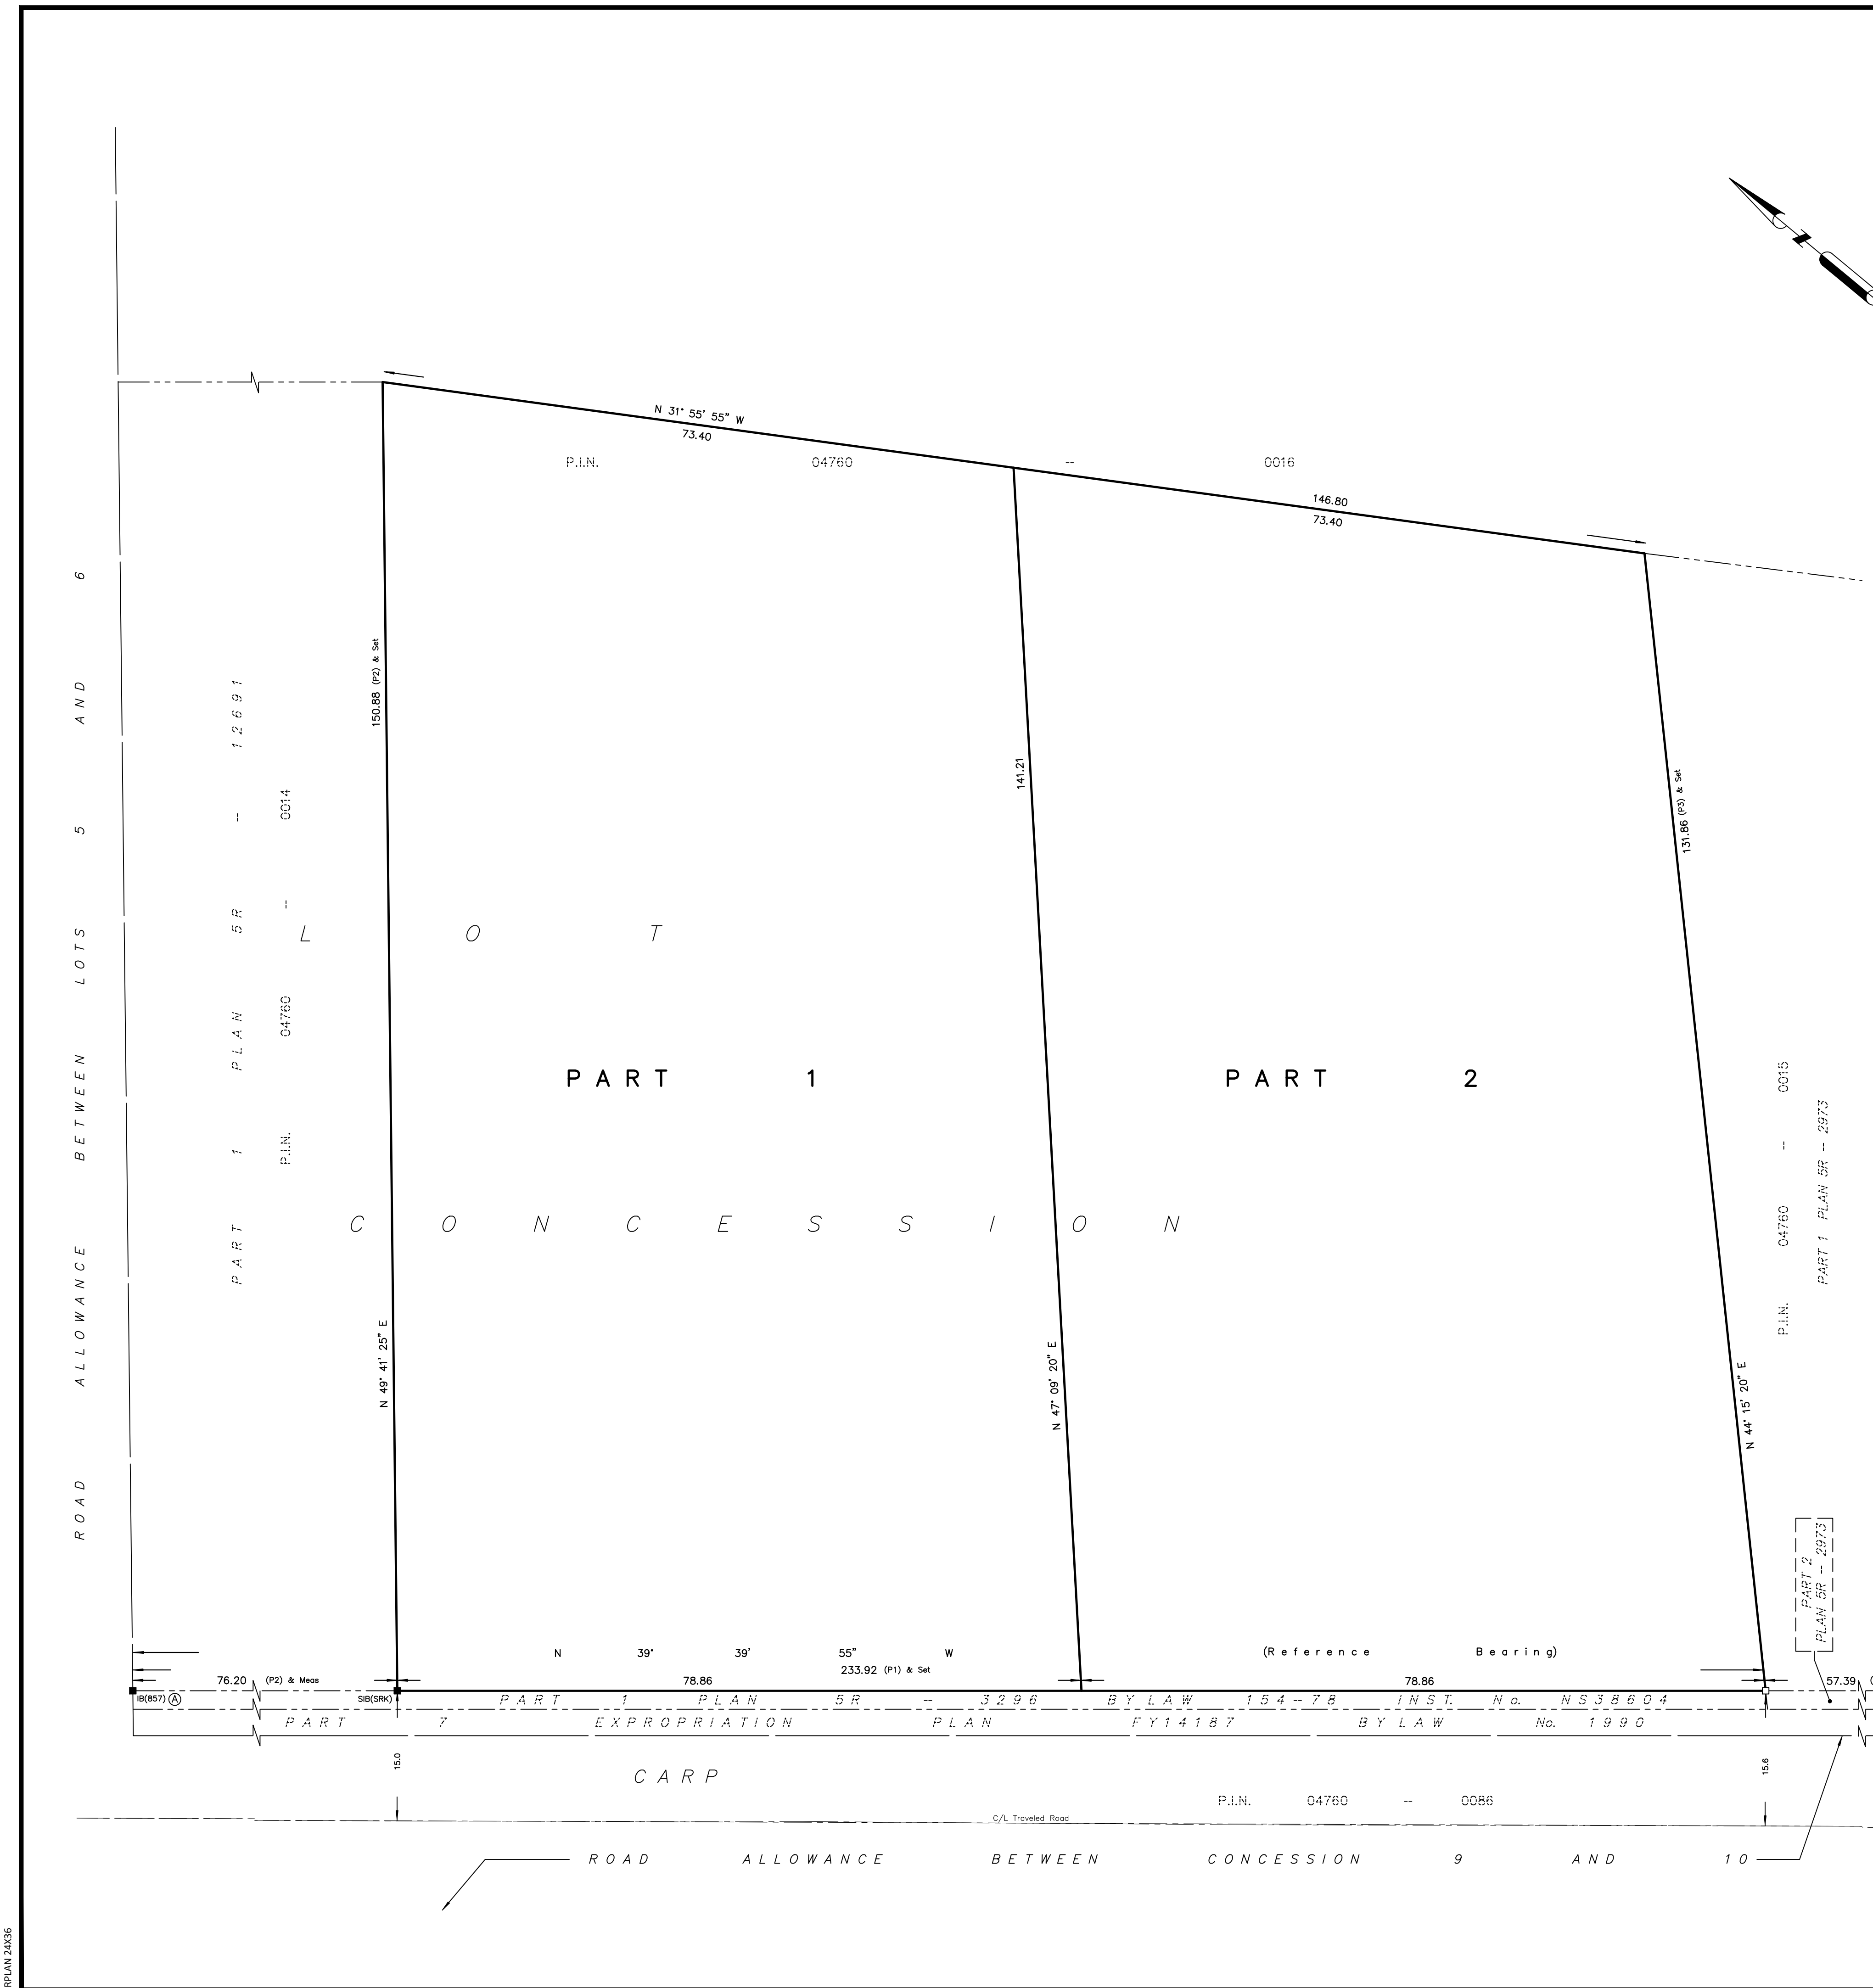 N
N 31° 55' 55" W
73.40
P.I.N. 04760 -- 0016
146.80
73.40
ROAD ALLOWANCE BETWEEN LOTS 5 AND 6
PART 1 PLAN 5R -- 12691
P.I.N. 04760 -- 0014
150.88 (P2) & Set
N 49° 41' 25" E
141.21
N 47° 09' 20" E
131.86 (P3) & Set
N 44° 15' 20" E
LOT
PART 1
PART 2
CONCESSION
P.I.N. 04760 -- 0015
PART 1 PLAN 5R -- 2973
PART 2
PLAN 5R -- 2973
N 39° 39' 55" W (Reference Bearing)
233.92 (P1) & Set
76.20 (P2) & Meas
78.86
78.86
57.39 (
IB(857) A
SIB(SRK)
PART 1 PLAN 5R -- 3296 BY LAW 154--78 INST. No. NS38604
PART 7 EXPROPRIATION PLAN FY14187 BY LAW No. 1990
15.0
15.6
CARP
P.I.N. 04760 -- 0086
C/L Traveled Road
ROAD ALLOWANCE BETWEEN CONCESSION 9 AND 10
RPLAN 24X36